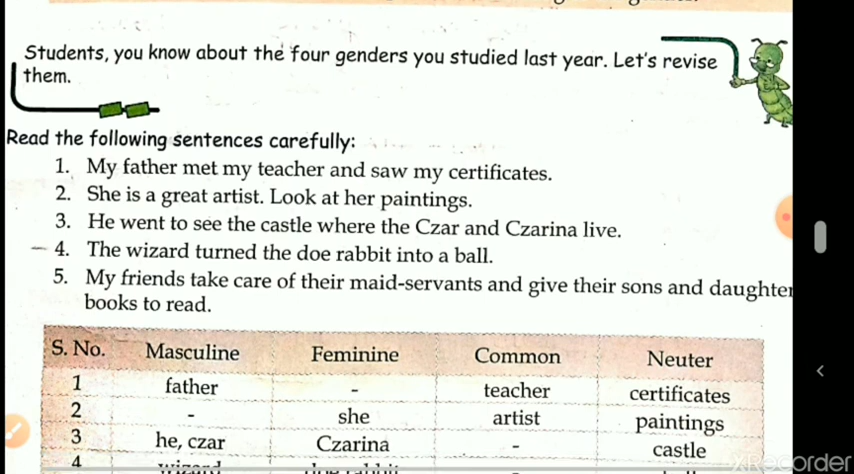 Students, you know about the four genders you studied last year. Let's revise
them.
Read the following sentences carefully:
1. My father met my teacher and saw my certificates.
2. She is a great artist. Look at her paintings.
3. He went to see the castle where the Czar and Czarina live.
4. The wizard turned the doe rabbit into a ball.
5. My friends take care of their maid-servants and give their sons and daughter
books to read.
S. No. Masculine Feminine Common Neuter
1 father - teacher certificates
2 - she artist paintings
3 he, czar Czarina - castle
4 wizard doe rabbit
XRecorder